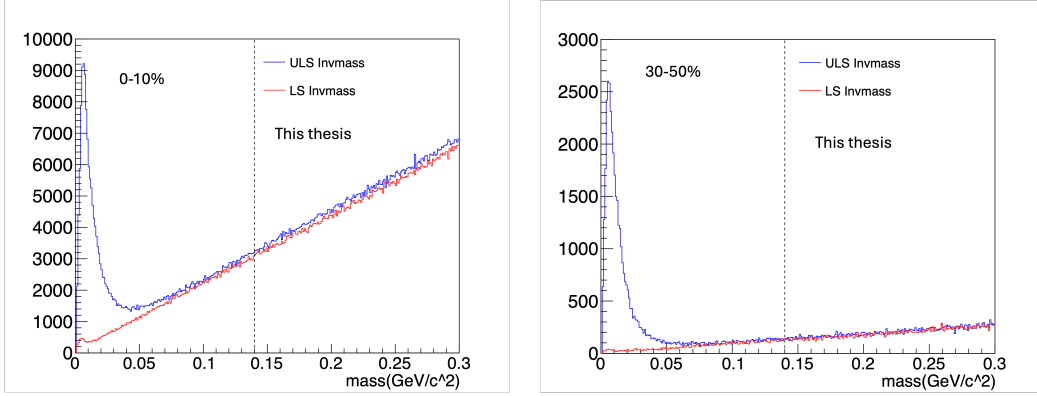 10000
9000
8000
7000
6000
5000
4000
3000
2000
1000
0
0-10%
ULS Invmass
LS Invmass
This thesis
0 0.05 0.1 0.15 0.2 0.25 0.3
mass(GeV/c^2)
3000
2500
2000
1500
1000
500
0
30-50%
ULS Invmass
LS Invmass
This thesis
0 0.05 0.1 0.15 0.2 0.25 0.3
mass(GeV/c^2)